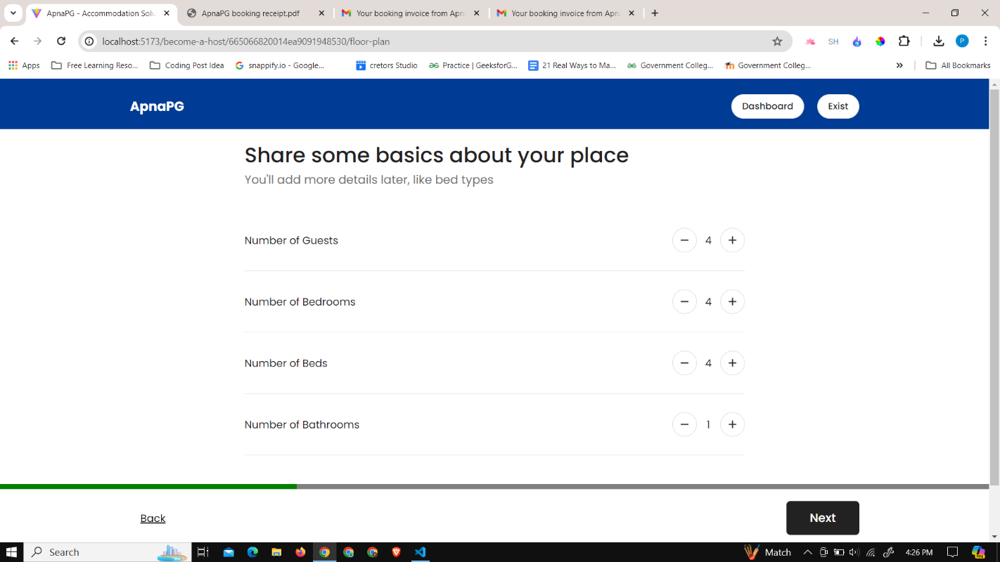 ApnaPG - Accommodation Solu
ApnaPG booking receipt.pdf
Your booking invoice from Apna
Your booking invoice from Apna
localhost:5173/become-a-host/665066820014ea9091948530/floor-plan
SH
P
Apps
Free Learning Reso...
Coding Post Idea
snappify.io - Google...
cretors Studio
Practice | GeeksforG...
21 Real Ways to Ma...
Government Colleg...
Government Colleg...
All Bookmarks
ApnaPG
Dashboard
Exist
Share some basics about your place
You'll add more details later, like bed types
Number of Guests
4
Number of Bedrooms
4
Number of Beds
4
Number of Bathrooms
1
Back
Next
Search
Match
4:26 PM
PRE